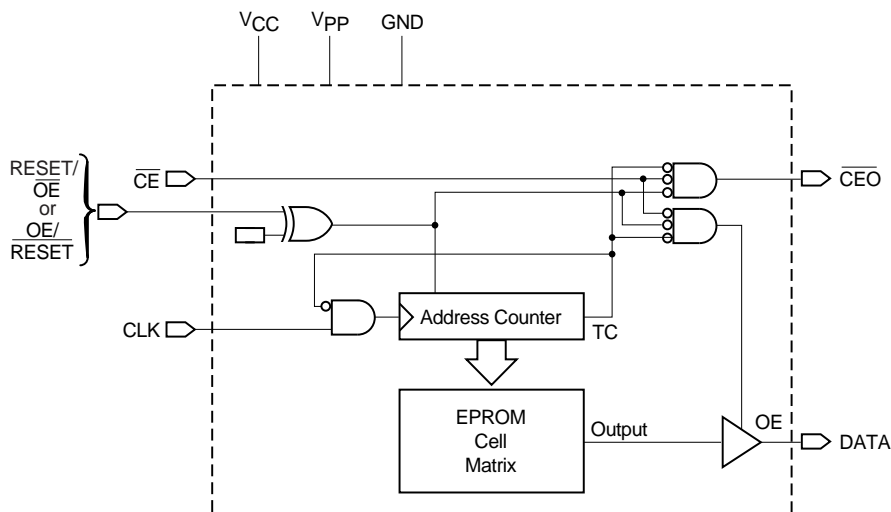 VCC VPP GND
RESET/
OE
or
OE/
RESET
CE
CEO
CLK
Address Counter
TC
EPROM
Cell
Matrix
Output
OE
DATA